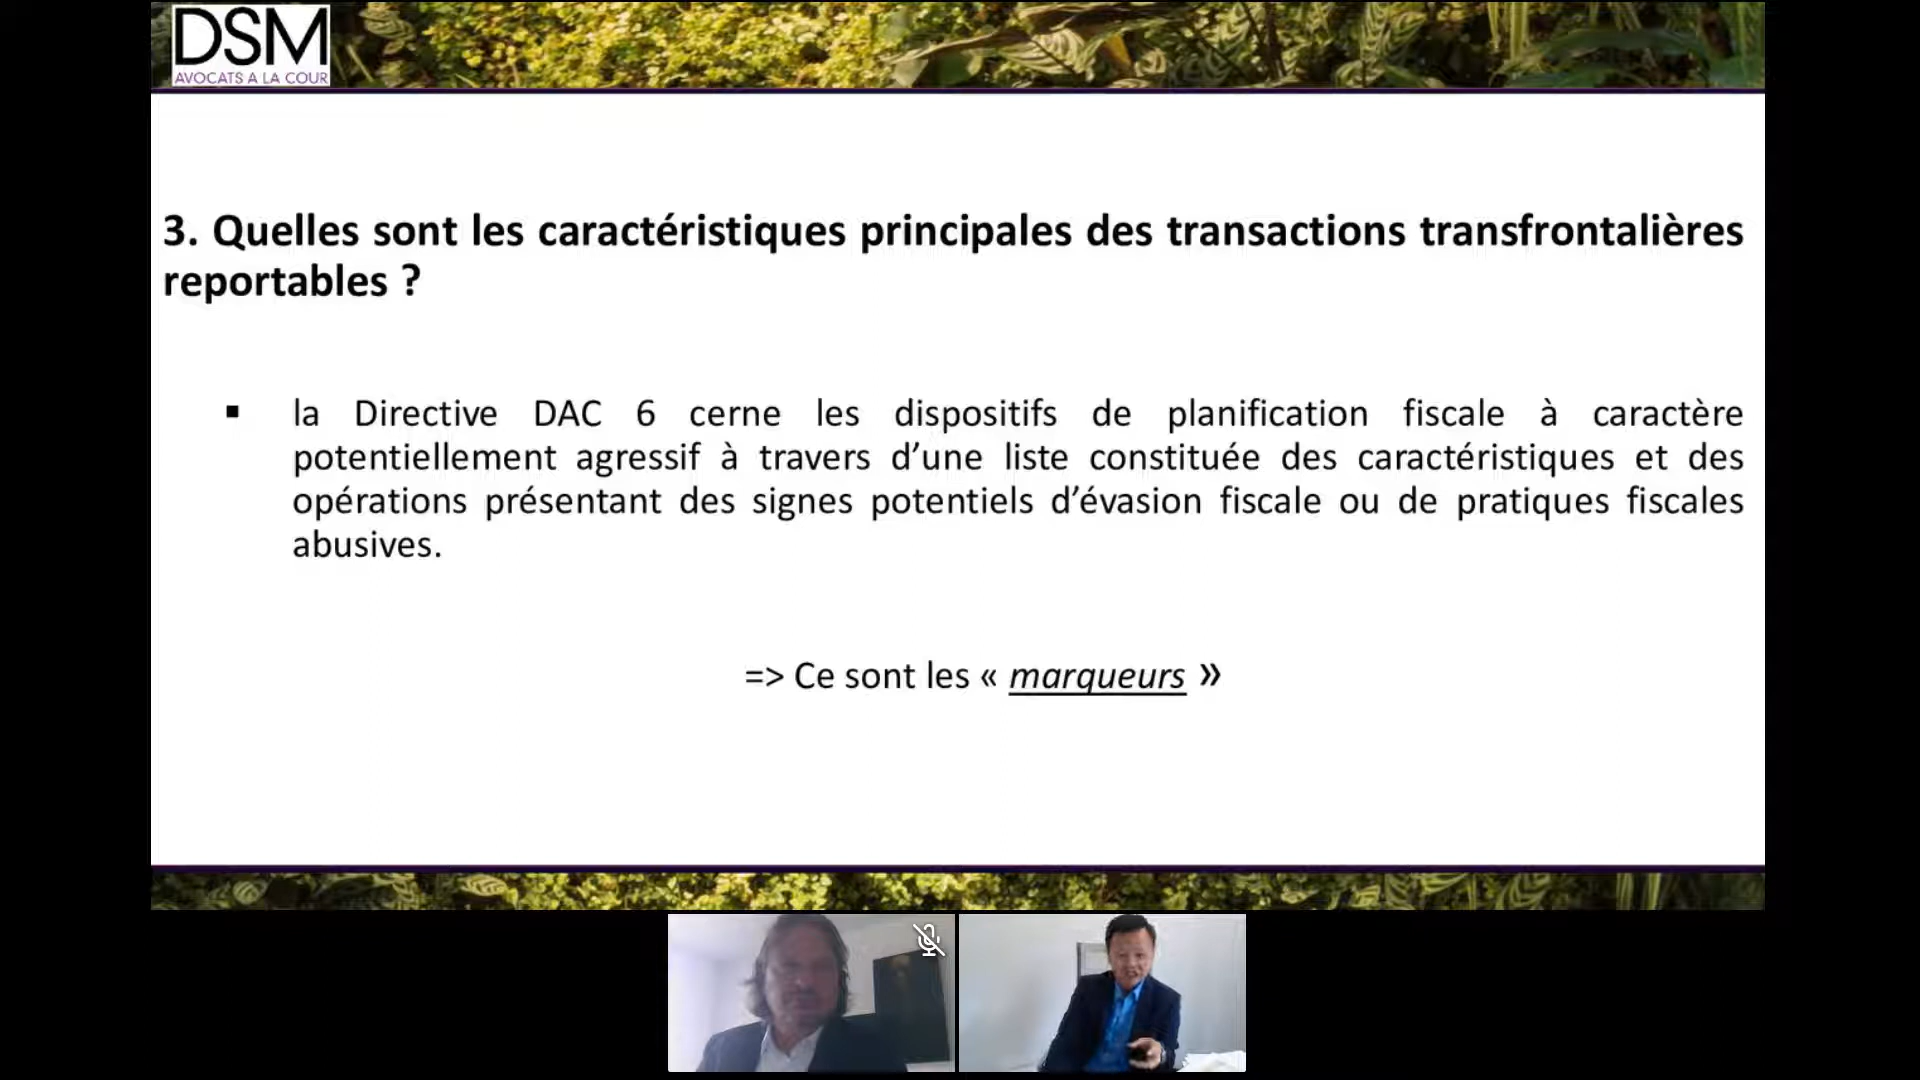 DSM
AVOCATS A LA COUR
3. Quelles sont les caractéristiques principales des transactions transfrontalières
reportables ?
▪ la Directive DAC 6 cerne les dispositifs de planification fiscale à caractère
potentiellement agressif à travers d’une liste constituée des caractéristiques et des
opérations présentant des signes potentiels d’évasion fiscale ou de pratiques fiscales
abusives.
=> Ce sont les « marqueurs »